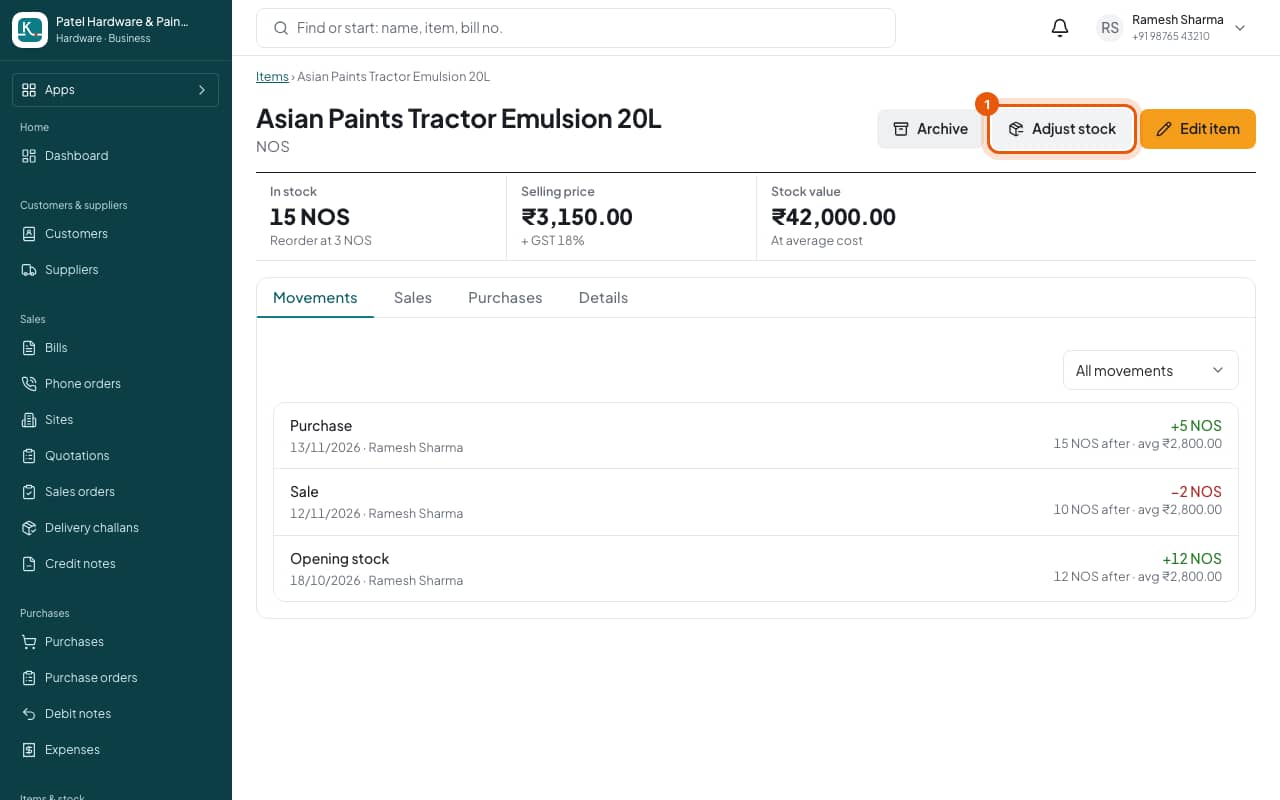 Patel Hardware & Pain...
Hardware · Business
Find or start: name, item, bill no.
RS
Ramesh Sharma
+91 98765 43210
Apps
Home
Dashboard
Customers & suppliers
Customers
Suppliers
Sales
Bills
Phone orders
Sites
Quotations
Sales orders
Delivery challans
Credit notes
Purchases
Purchases
Purchase orders
Debit notes
Expenses
Items & stock
Items › Asian Paints Tractor Emulsion 20L
Asian Paints Tractor Emulsion 20L
NOS
Archive
1
Adjust stock
Edit item
In stock
15 NOS
Reorder at 3 NOS
Selling price
₹3,150.00
+ GST 18%
Stock value
₹42,000.00
At average cost
Movements Sales Purchases Details
All movements
Purchase
+5 NOS
13/11/2026 · Ramesh Sharma
15 NOS after · avg ₹2,800.00
Sale
−2 NOS
12/11/2026 · Ramesh Sharma
10 NOS after · avg ₹2,800.00
Opening stock
+12 NOS
18/10/2026 · Ramesh Sharma
12 NOS after · avg ₹2,800.00